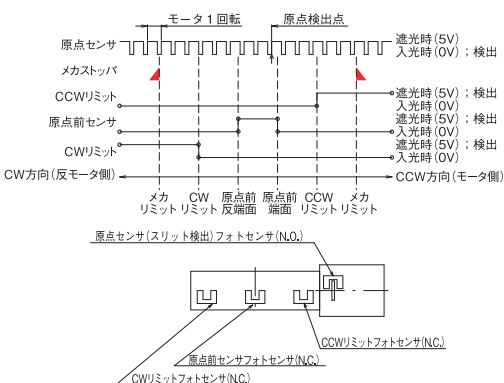 モータ1回転
原点検出点
原点センサ
遮光時(5V)
入光時(0V);検出
メカストッパ
CCWリミット
遮光時(5V);検出
入光時(0V)
原点前センサ
遮光時(5V);検出
入光時(0V)
CWリミット
遮光時(5V);検出
入光時(0V)
CW方向(反モータ側)
CCW方向(モータ側)
メカ CW 原点前 原点前 CCW メカ
リミット リミット 反端面 端面 リミット リミット
原点センサ(スリット検出)フォトセンサ(N.O.)
CCWリミットフォトセンサ(N.C.)
原点前センサフォトセンサ(N.C.)
CWリミットフォトセンサ(N.C.)